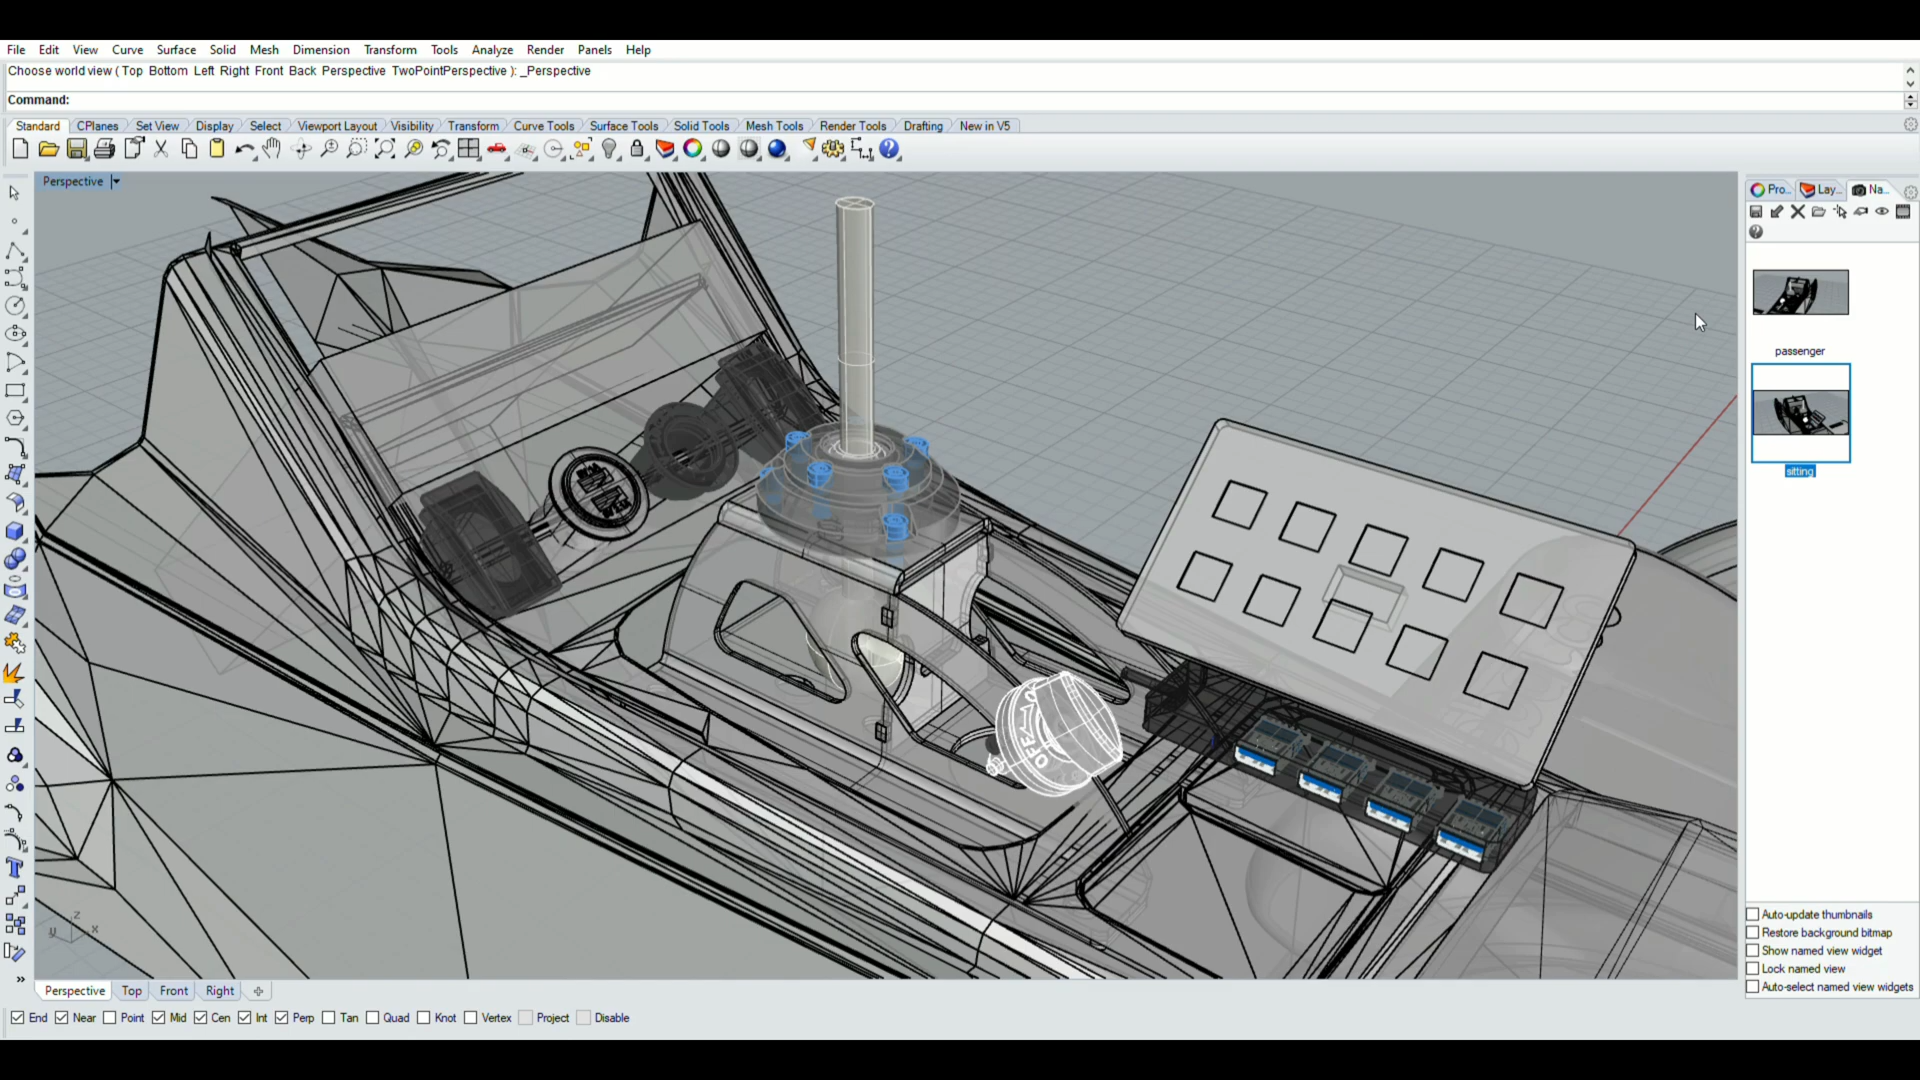 File Edit View Curve Surface Solid Mesh Dimension Transform Tools Analyze Render Panels Help
Choose world view ( Top Bottom Left Right Front Back Perspective TwoPointPerspective ): _Perspective
Command:
Standard CPlanes Set View Display Select Viewport Layout Visibility Transform Curve Tools Surface Tools Solid Tools Mesh Tools Render Tools Drafting New in V5
Perspective
Pro... Lay... Na...
passenger
sitting
OFF
z
y x
Auto-update thumbnails
Restore background bitmap
Show named view widget
Lock named view
Auto-select named view widgets
Perspective Top Front Right
End Near Point Mid Cen Int Perp Tan Quad Knot Vertex Project Disable